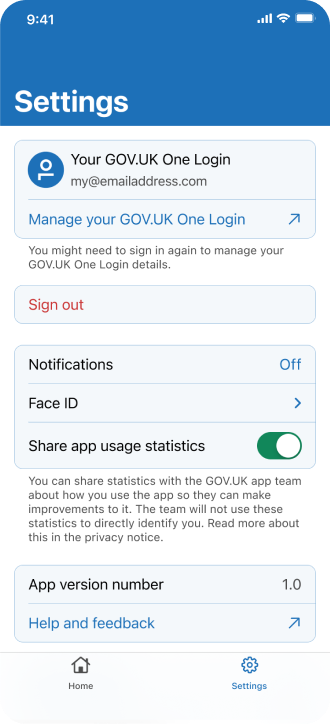 9:41
Settings
Your GOV.UK One Login
my@emailaddress.com
Manage your GOV.UK One Login
You might need to sign in again to manage your
GOV.UK One Login details.
Sign out
Notifications Off
Face ID
Share app usage statistics
You can share statistics with the GOV.UK app team
about how you use the app so they can make
improvements to it. The team will not use these
statistics to directly identify you. Read more about
this in the privacy notice.
App version number 1.0
Help and feedback
Home Settings